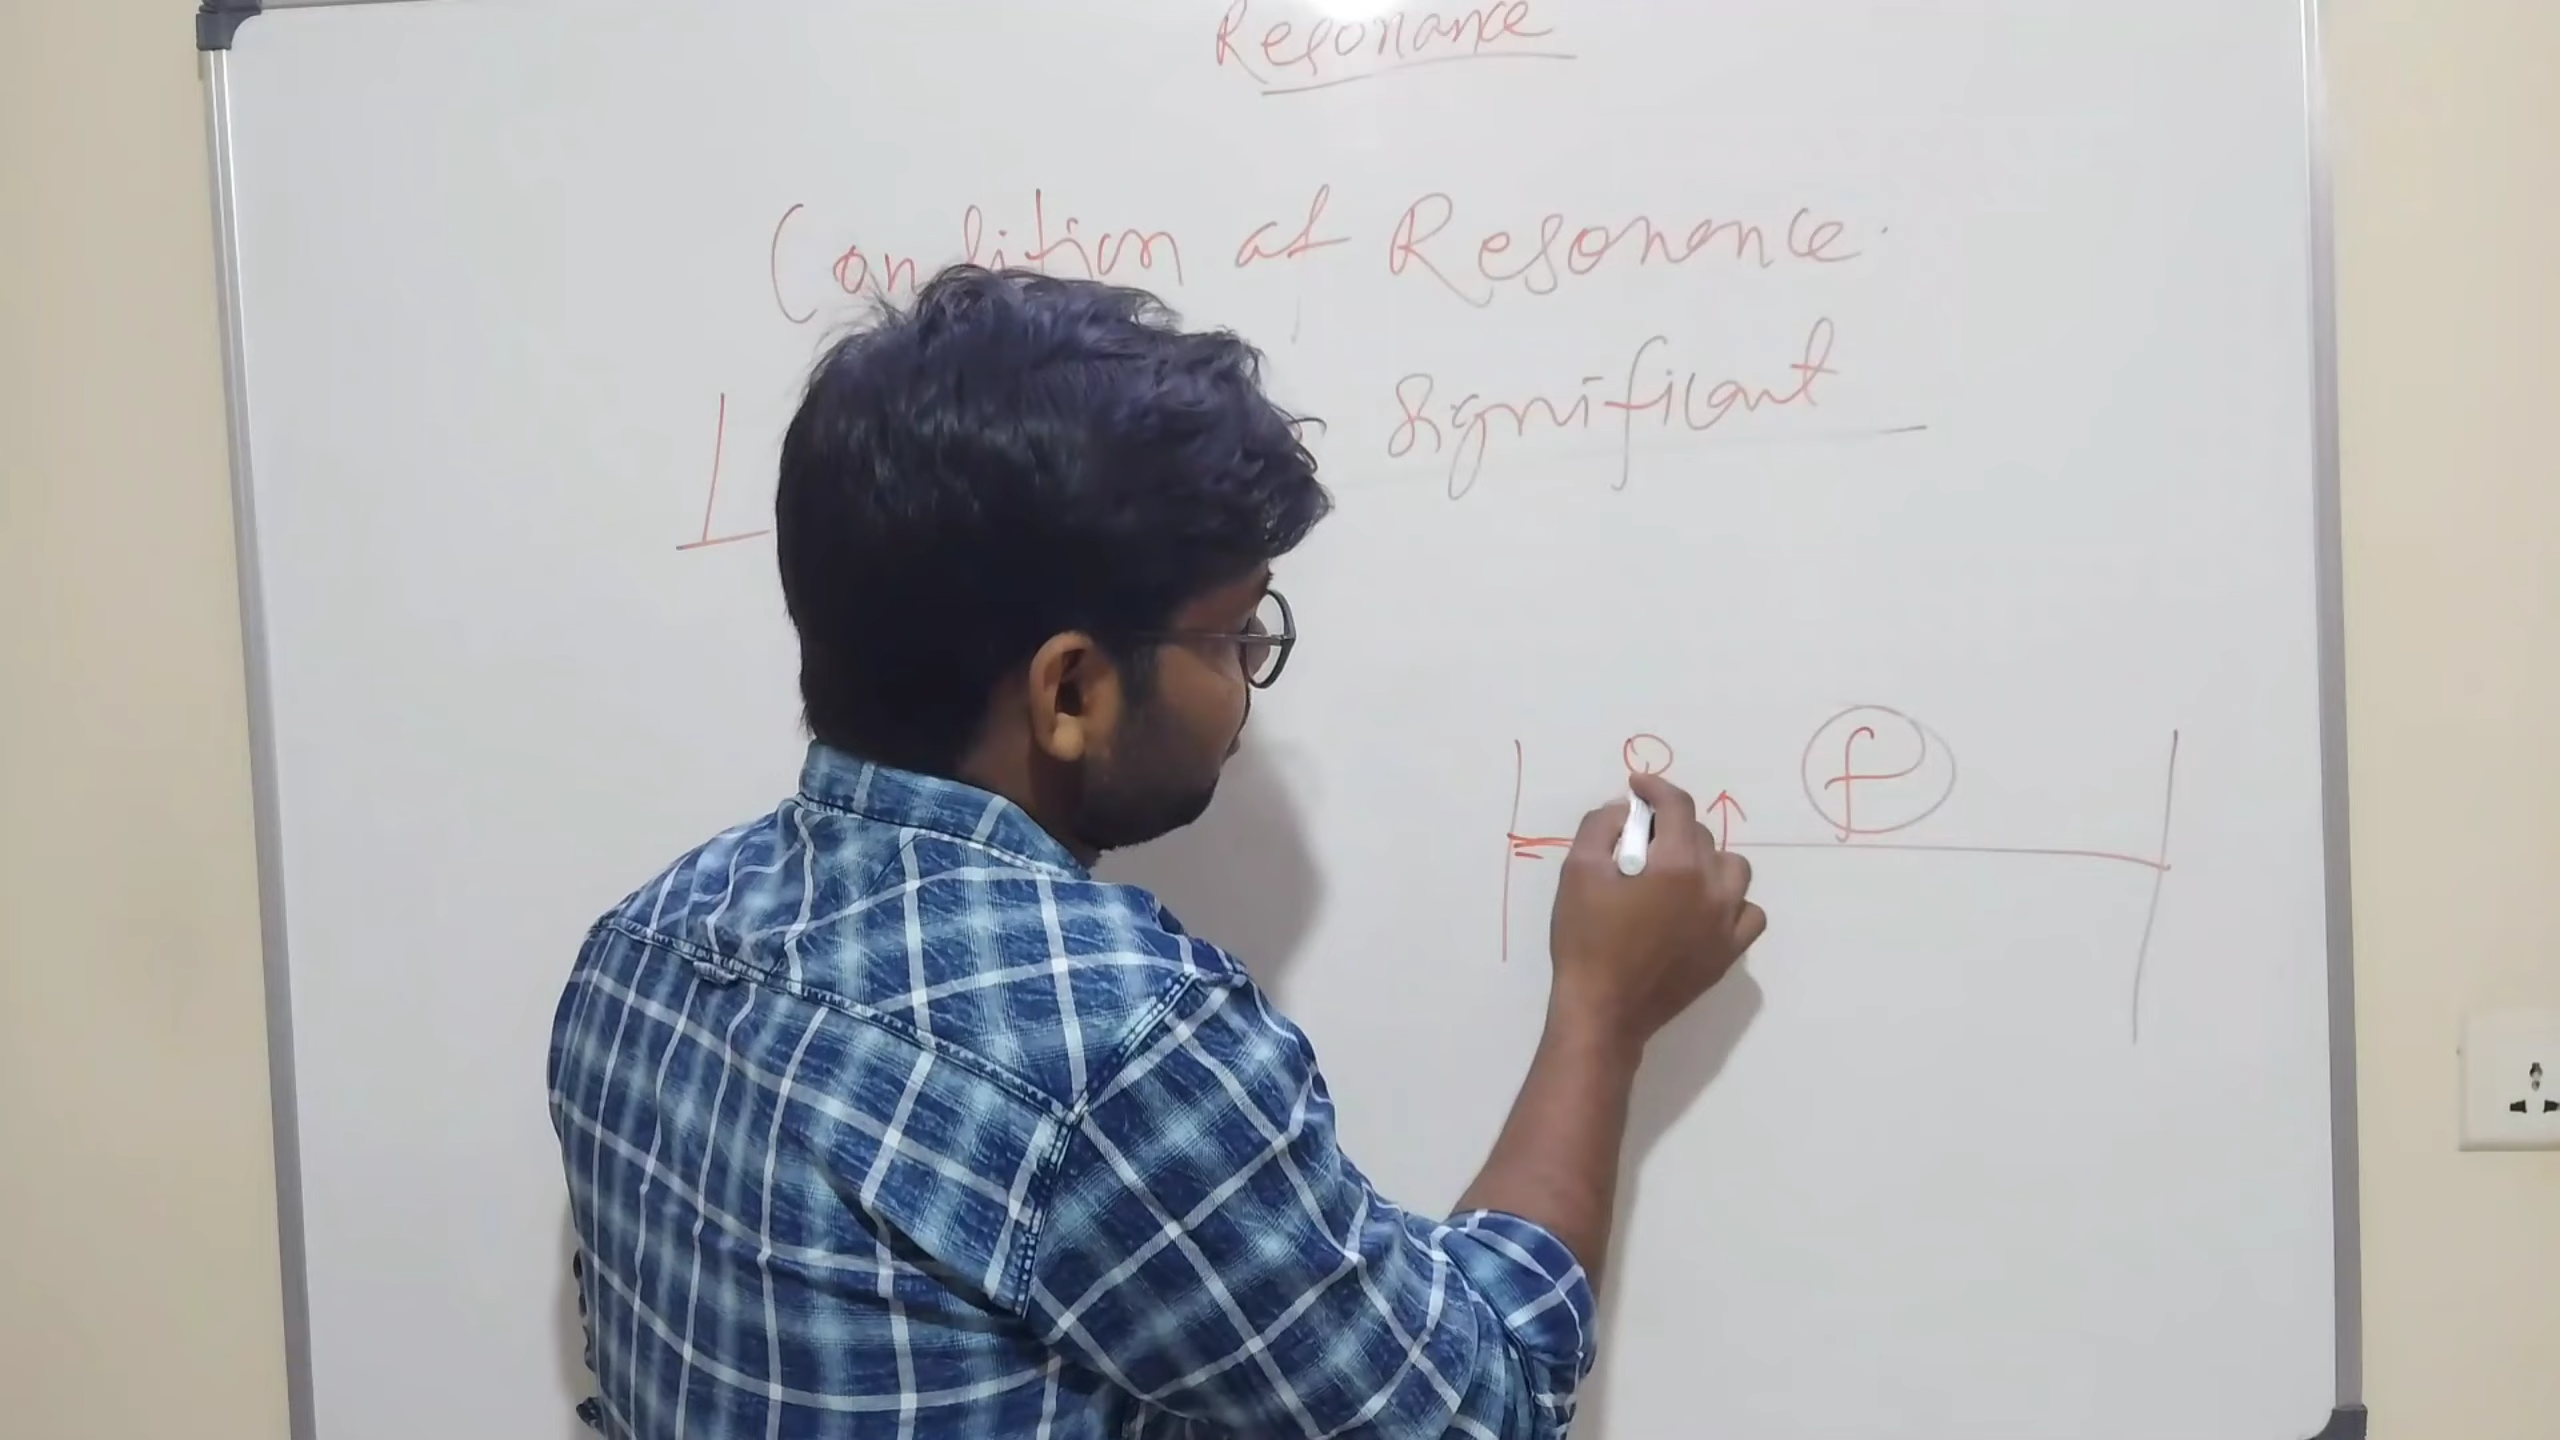 Resonance
Condition at Resonance.
Significant
f